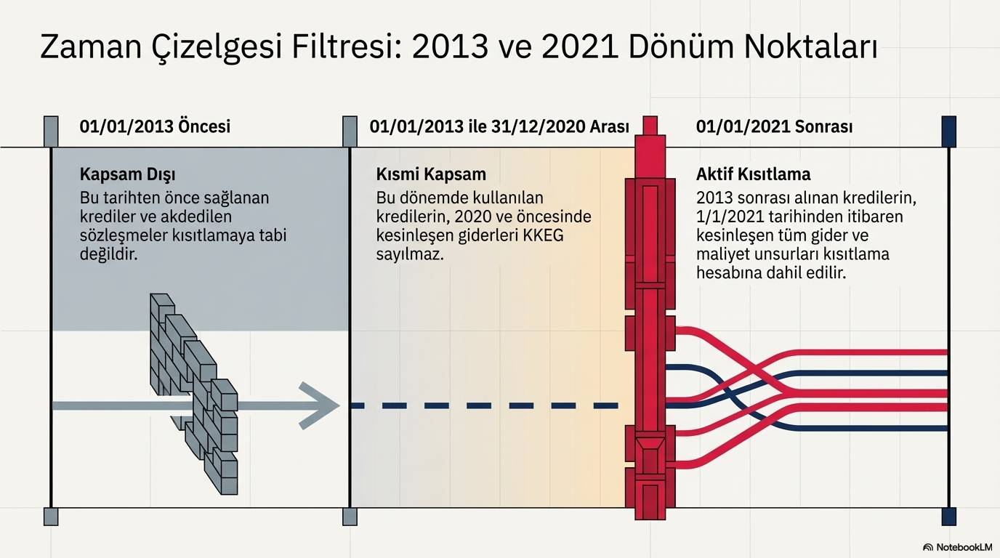 Zaman Çizelgesi Filtresi: 2013 ve 2021 Dönüm Noktaları
01/01/2013 Öncesi
Kapsam Dışı
Bu tarihten önce sağlanan
krediler ve akdedilen
sözleşmeler kısıtlamaya tabi
değildir.
01/01/2013 ile 31/12/2020 Arası
Kısmi Kapsam
Bu dönemde kullanılan
kredilerin, 2020 ve öncesinde
kesinleşen giderleri KKEG
sayılmaz.
01/01/2021 Sonrası
Aktif Kısıtlama
2013 sonrası alınan kredilerin,
1/1/2021 tarihinden itibaren
kesinleşen tüm gider ve
maliyet unsurları kısıtlama
hesabına dahil edilir.
NotebookLM